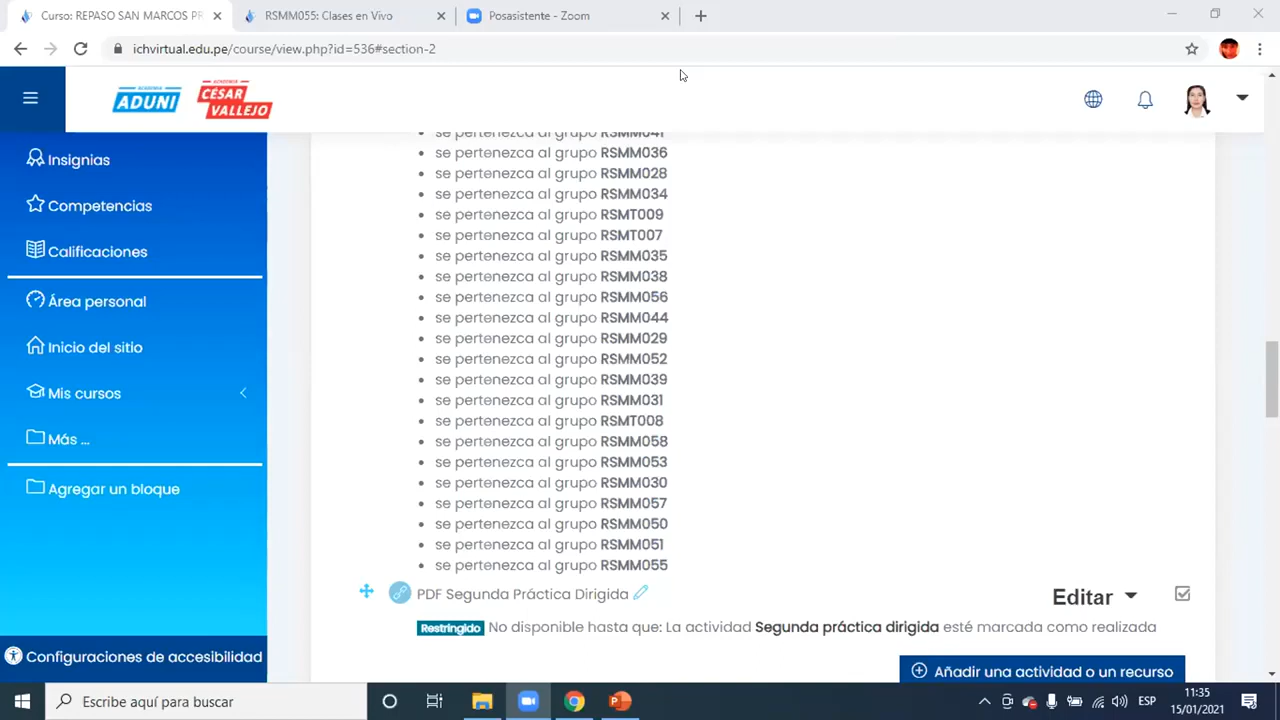 Curso: REPASO SAN MARCOS PR
RSMM055: Clases en Vivo
Posasistente - Zoom
ichvirtual.edu.pe/course/view.php?id=536#section-2
ACADEMIA ADUNI
ACADEMIA CÉSAR VALLEJO
Insignias
Competencias
Calificaciones
Área personal
Inicio del sitio
Mis cursos
Más ...
Agregar un bloque
Configuraciones de accesibilidad
se pertenezca al grupo RSMM041
se pertenezca al grupo RSMM036
se pertenezca al grupo RSMM028
se pertenezca al grupo RSMM034
se pertenezca al grupo RSMT009
se pertenezca al grupo RSMT007
se pertenezca al grupo RSMM035
se pertenezca al grupo RSMM038
se pertenezca al grupo RSMM056
se pertenezca al grupo RSMM044
se pertenezca al grupo RSMM029
se pertenezca al grupo RSMM052
se pertenezca al grupo RSMM039
se pertenezca al grupo RSMM031
se pertenezca al grupo RSMT008
se pertenezca al grupo RSMM058
se pertenezca al grupo RSMM053
se pertenezca al grupo RSMM030
se pertenezca al grupo RSMM057
se pertenezca al grupo RSMM050
se pertenezca al grupo RSMM051
se pertenezca al grupo RSMM055
PDF Segunda Práctica Dirigida
Editar
Restringido No disponible hasta que: La actividad Segunda práctica dirigida esté marcada como realizada
Añadir una actividad o un recurso
Escribe aquí para buscar
ESP
11:35
15/01/2021